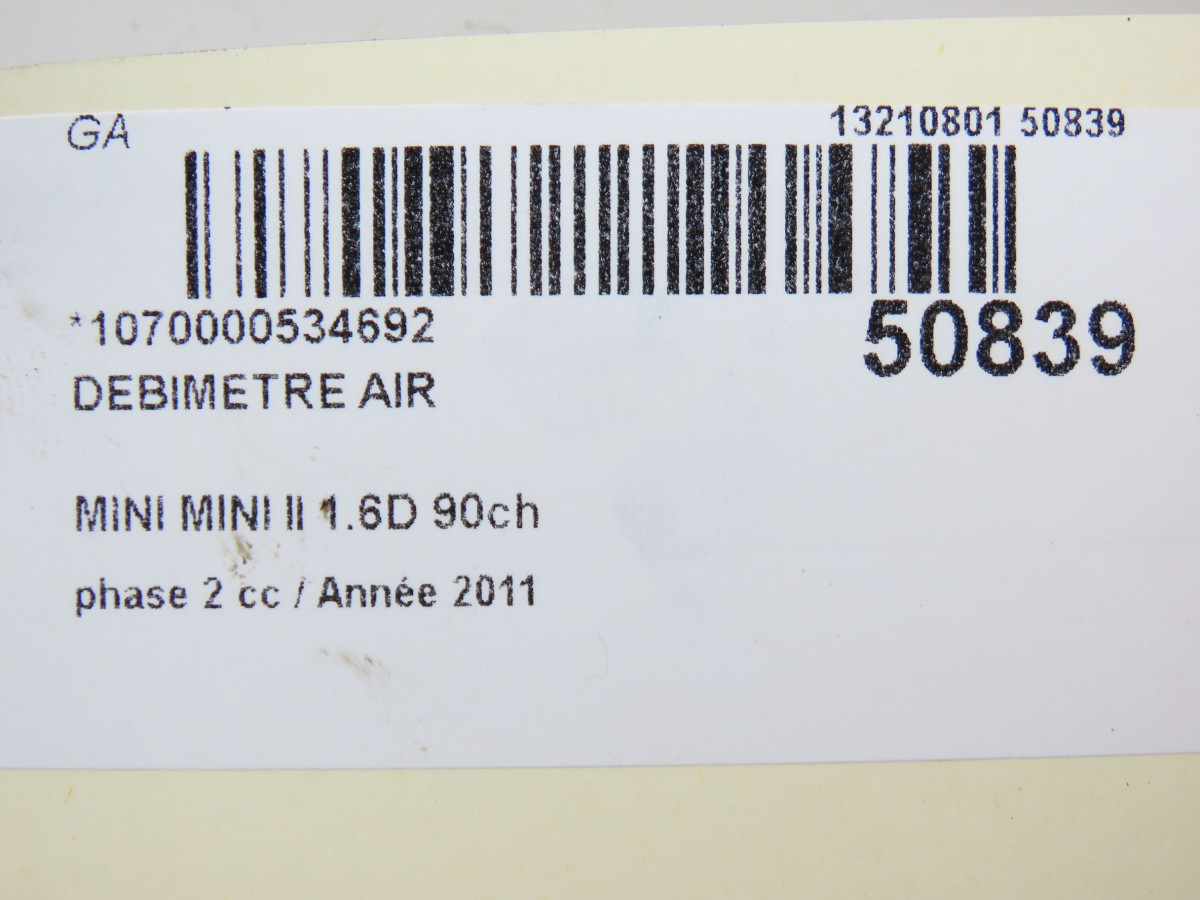 GA
13210801 50839
*1070000534692
50839
DEBIMETRE AIR
MINI MINI II 1.6D 90ch
phase 2 cc / Année 2011